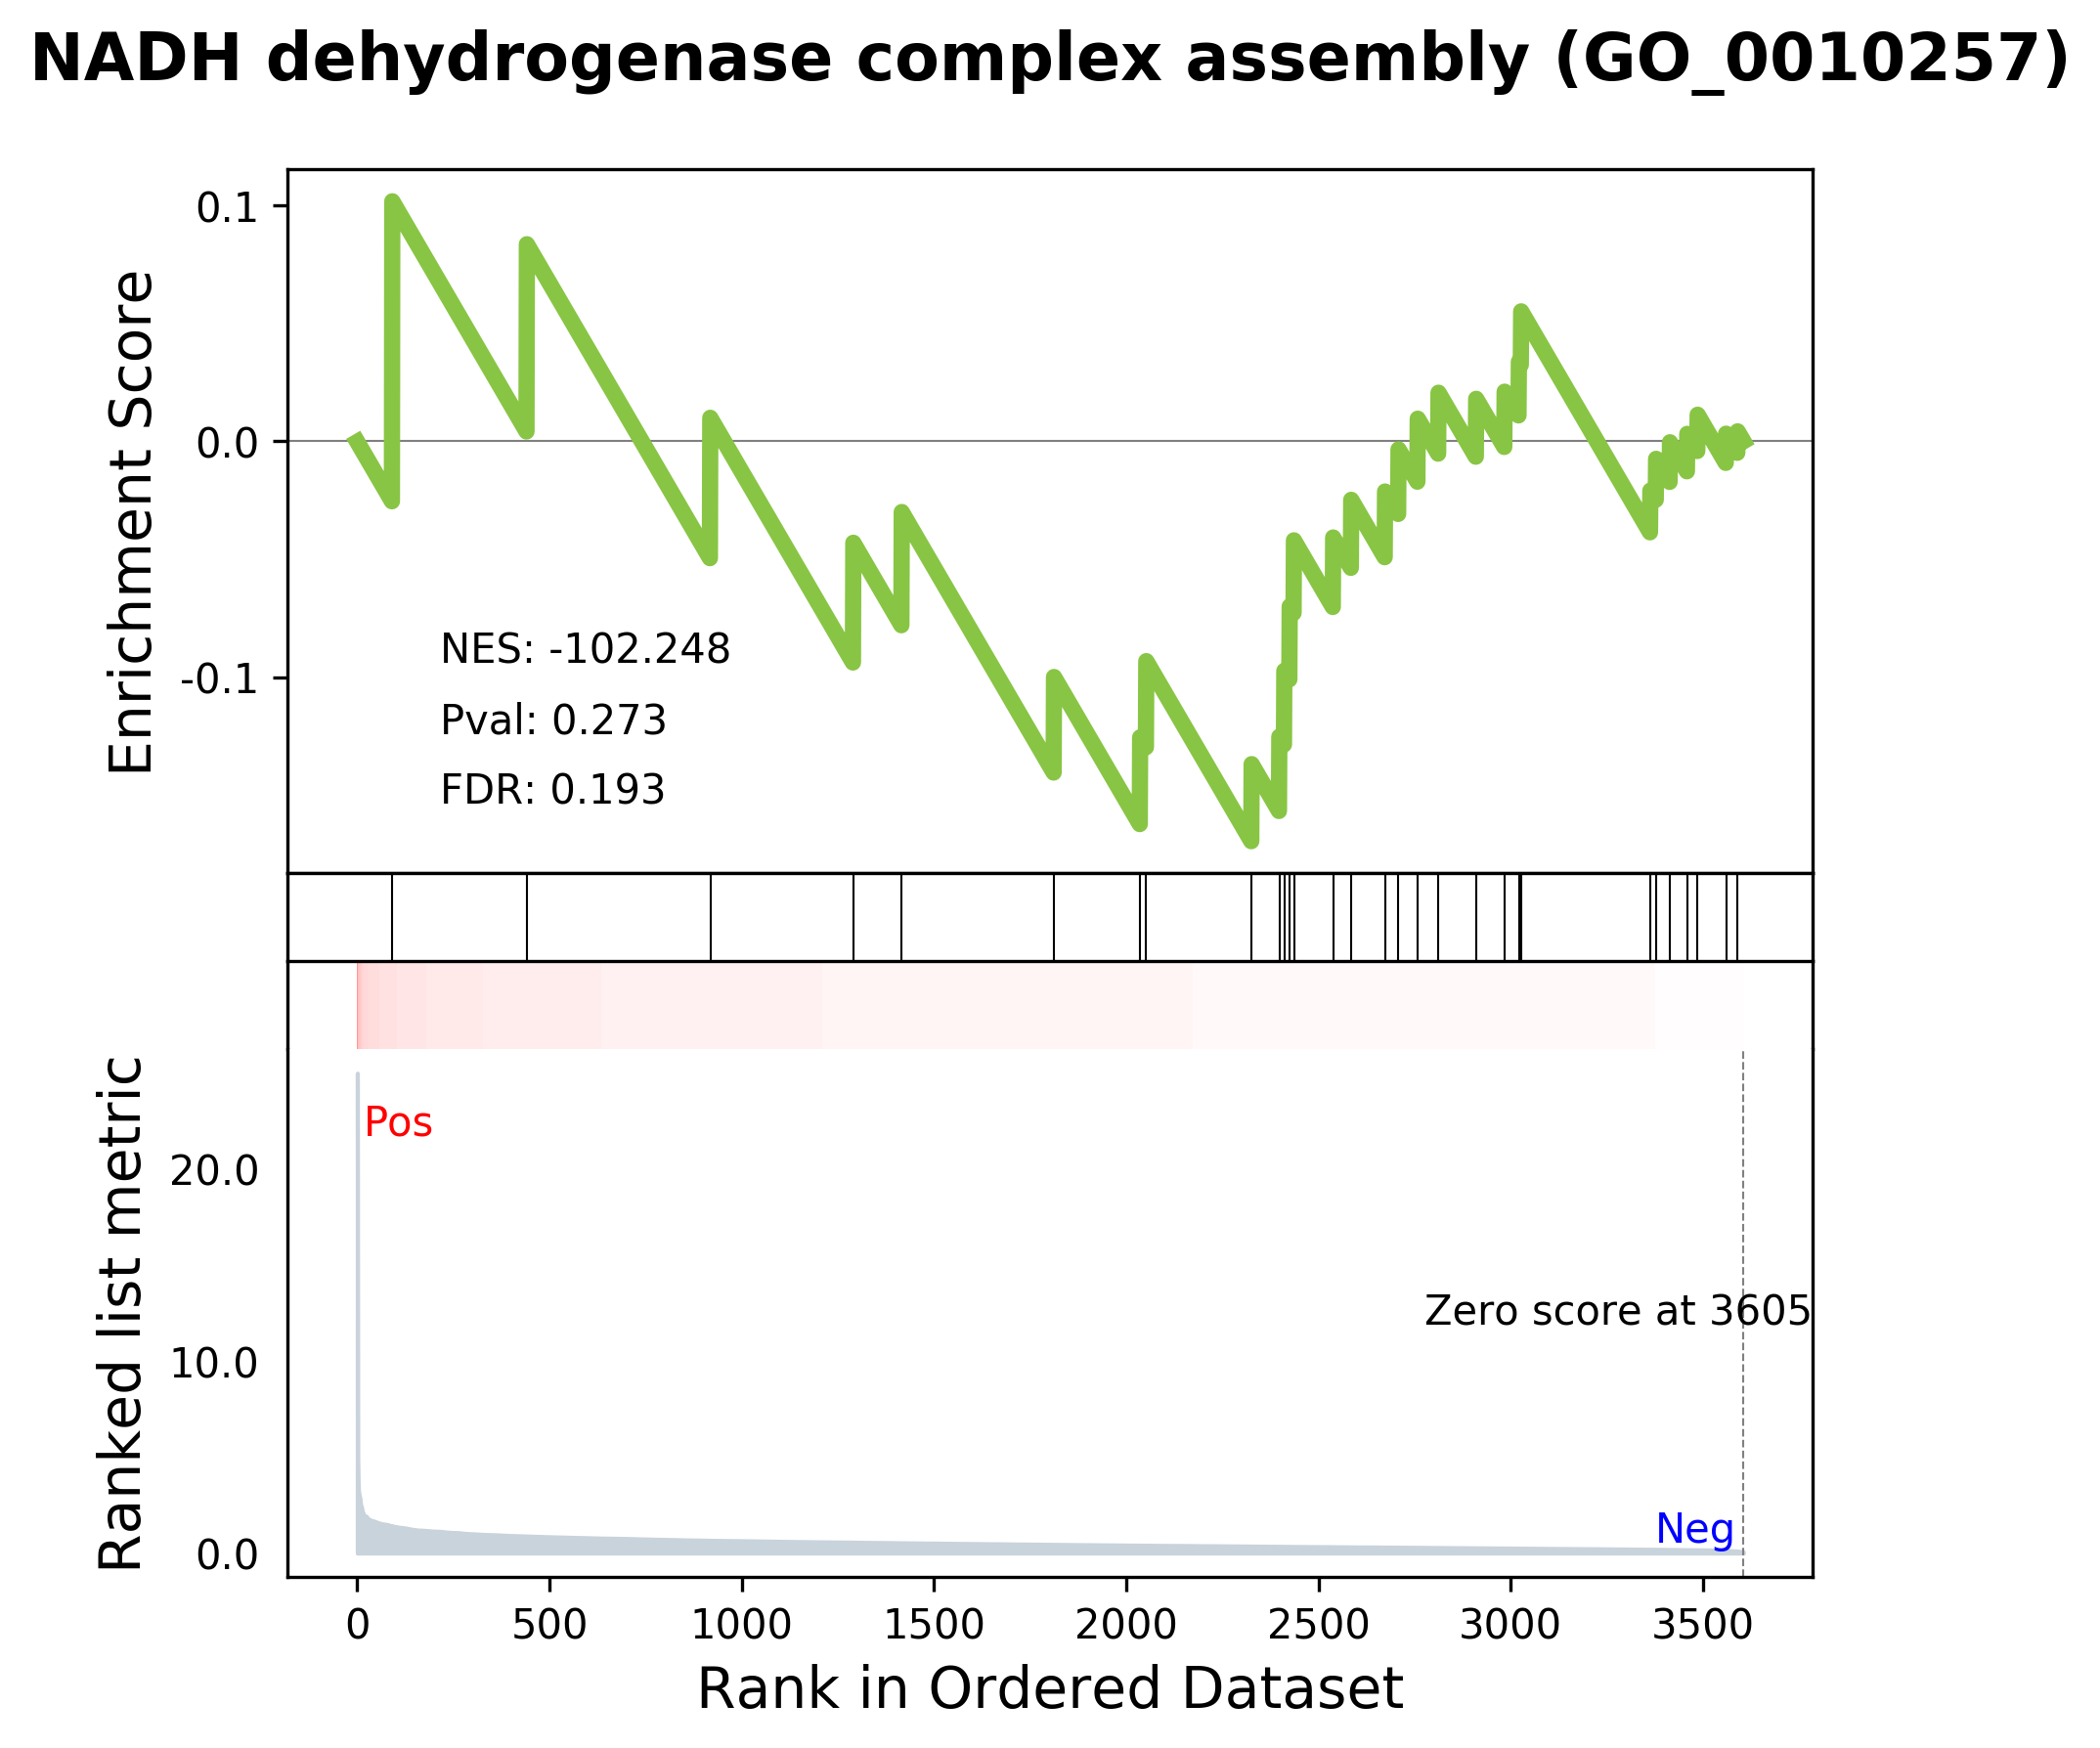 NADH dehydrogenase complex assembly (GO_0010257)
Enrichment Score
0.1
0.0
-0.1
NES: -102.248
Pval: 0.273
FDR: 0.193
Ranked list metric
Pos
20.0
10.0
0.0
Zero score at 3605
Neg
0 500 1000 1500 2000 2500 3000 3500
Rank in Ordered Dataset